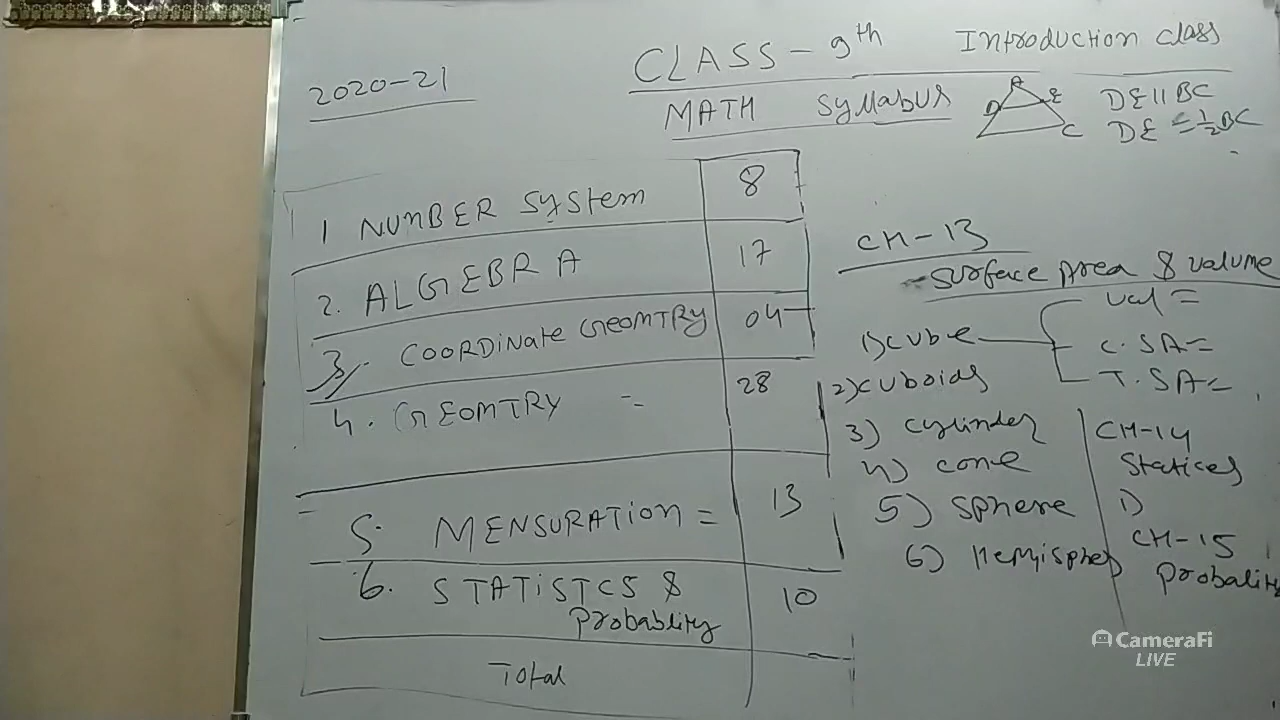 2020-21
CLASS - 9th Introduction class
MATH Syllabus
A
D E
C
DE || BC
DE = 1/2 BC
1 NUMBER System 8
2. ALGEBRA 17
3. COORDINATE GEOMTRY 04
4. GEOMTRY = 28
5. MENSURATION = 13
6. STATISTCS & Probablity 10
Total
CH-13
Surface Area & valume
1) cube
val =
C.SA =
T.SA =
2) cuboids
3) cylinder
4) cone
5) sphere
6) Hemispher
CH-14
Statices
1)
CH-15
Probality
CameraFi
LIVE